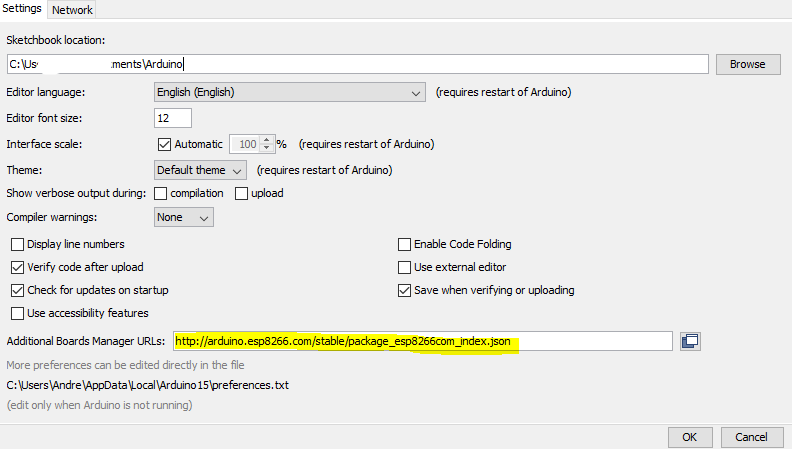 Settings Network
Sketchbook location:
C:\Us ments\Arduino Browse
Editor language: English (English) (requires restart of Arduino)
Editor font size: 12
Interface scale: Automatic 100 % (requires restart of Arduino)
Theme: Default theme (requires restart of Arduino)
Show verbose output during: compilation upload
Compiler warnings: None
Display line numbers Enable Code Folding
Verify code after upload Use external editor
Check for updates on startup Save when verifying or uploading
Use accessibility features
Additional Boards Manager URLs: http://arduino.esp8266.com/stable/package_esp8266com_index.json
More preferences can be edited directly in the file
C:\Users\Andre\AppData\Local\Arduino15\preferences.txt
(edit only when Arduino is not running)
OK Cancel